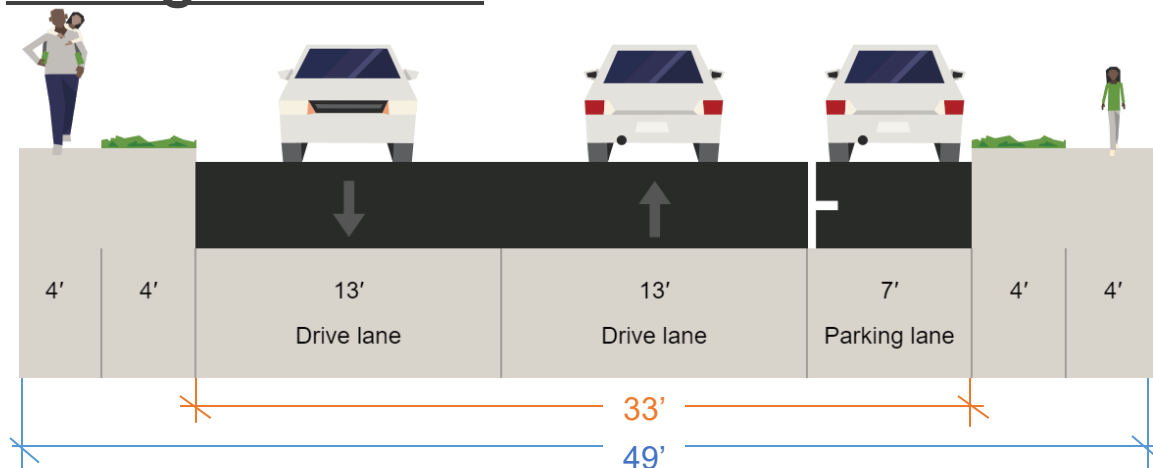 4′ 4′ 13′ 13′ 7′ 4′ 4′
Drive lane Drive lane Parking lane
33’
49’